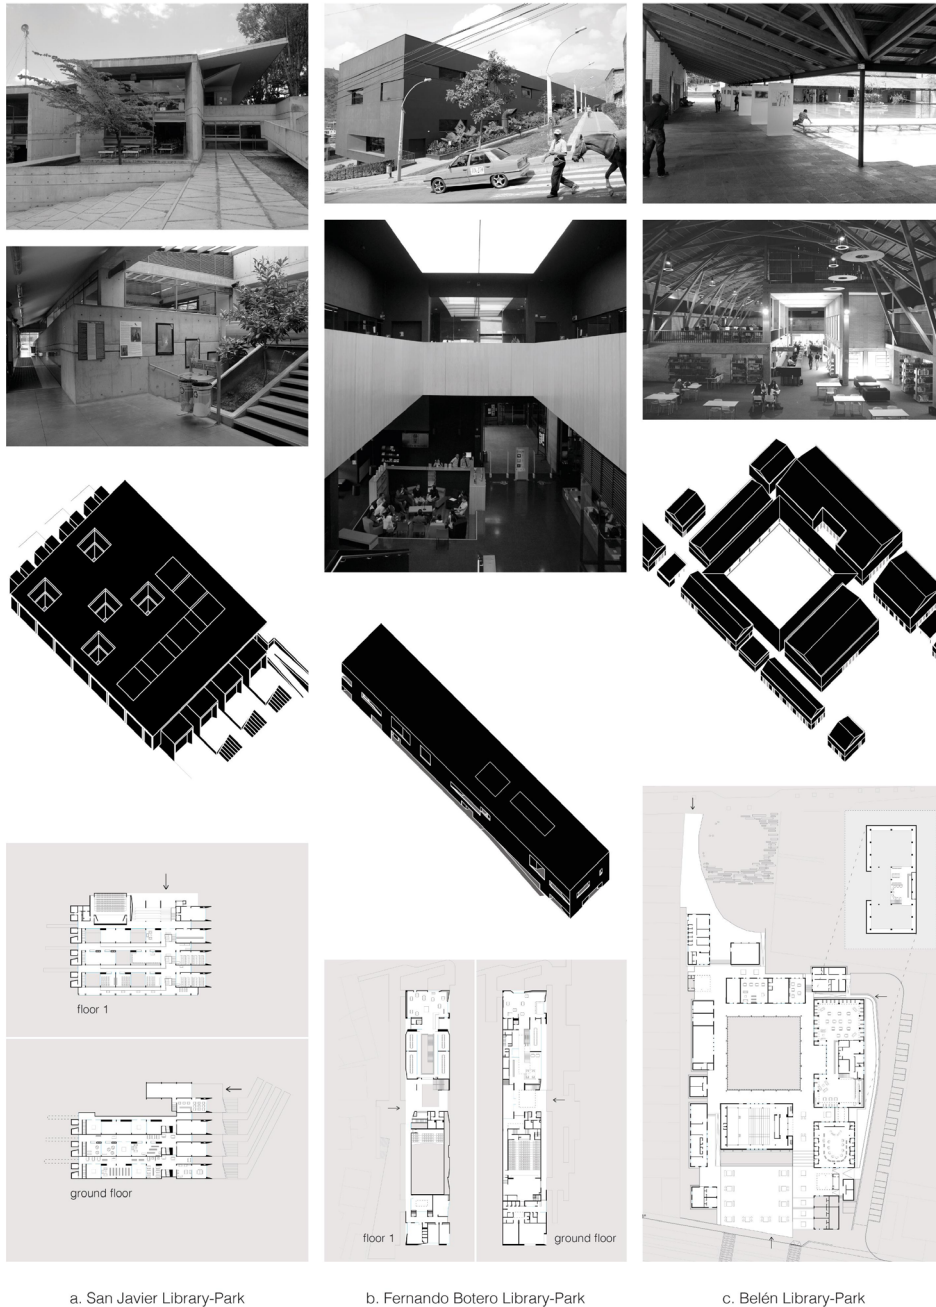 floor 1
ground floor
floor 1
ground floor
a. San Javier Library-Park
b. Fernando Botero Library-Park
c. Belén Library-Park